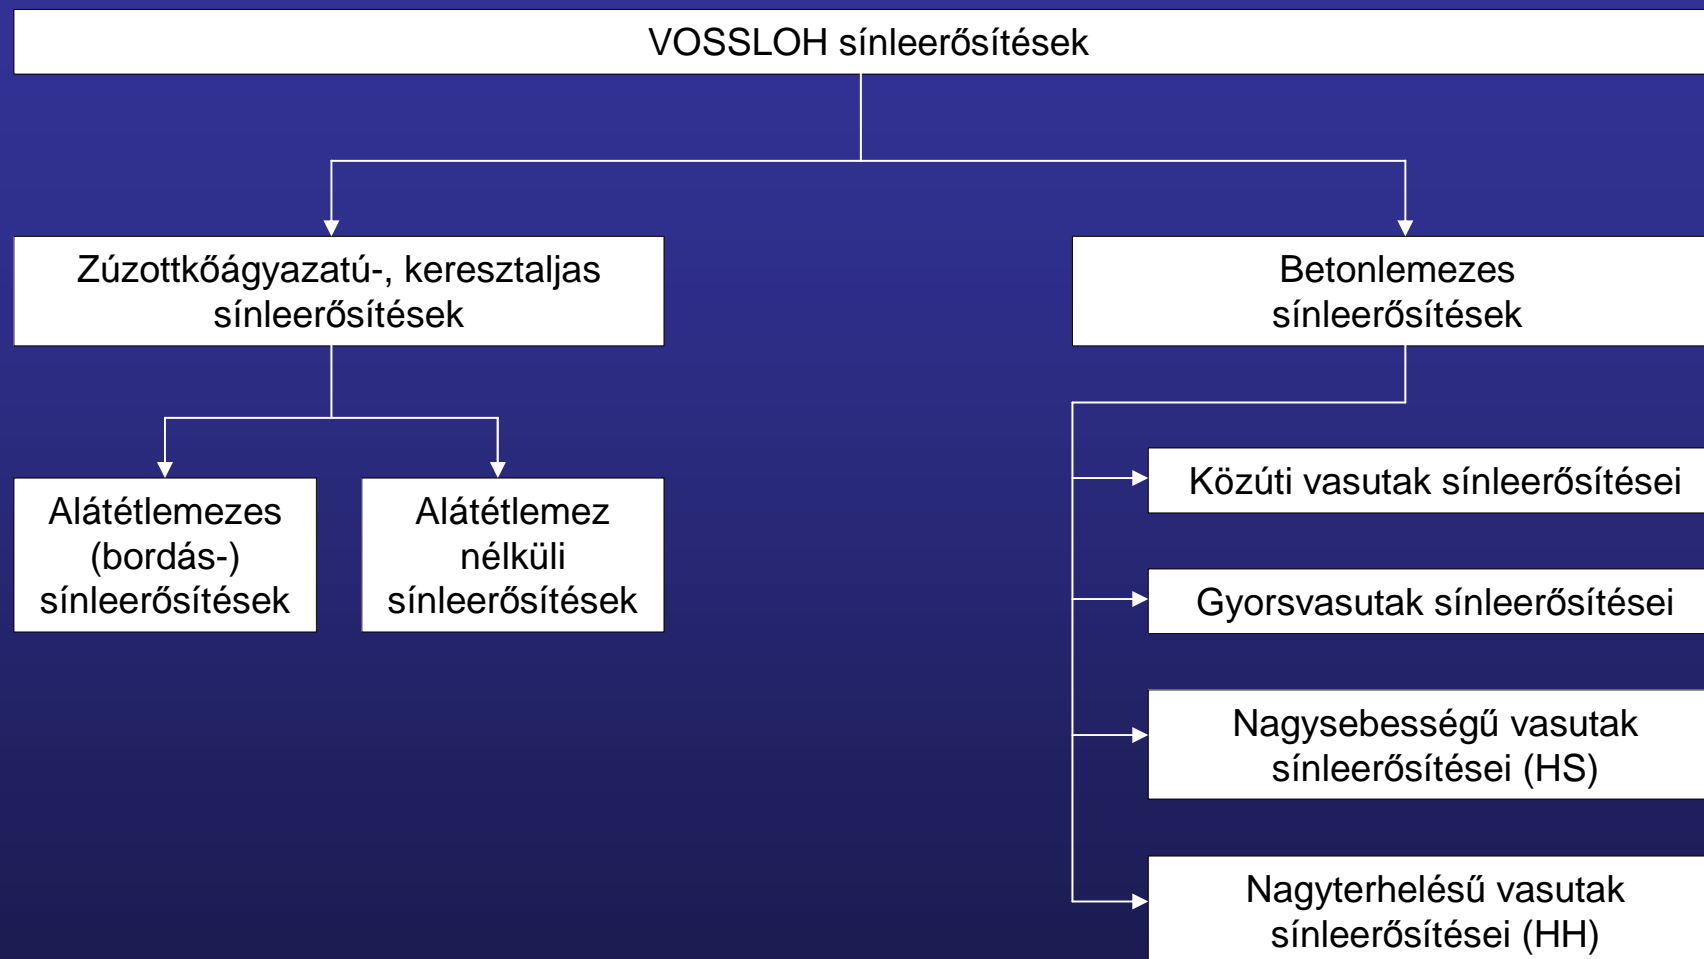 VOSSLOH sínleerősítések
Zúzottkőágyazatú-, keresztaljas
sínleerősítések
Betonlemezes
sínleerősítések
Alátétlemezes
(bordás-)
sínleerősítések
Alátétlemez
nélküli
sínleerősítések
Közúti vasutak sínleerősítései
Gyorsvasutak sínleerősítései
Nagysebességű vasutak
sínleerősítései (HS)
Nagyterhelésű vasutak
sínleerősítései (HH)